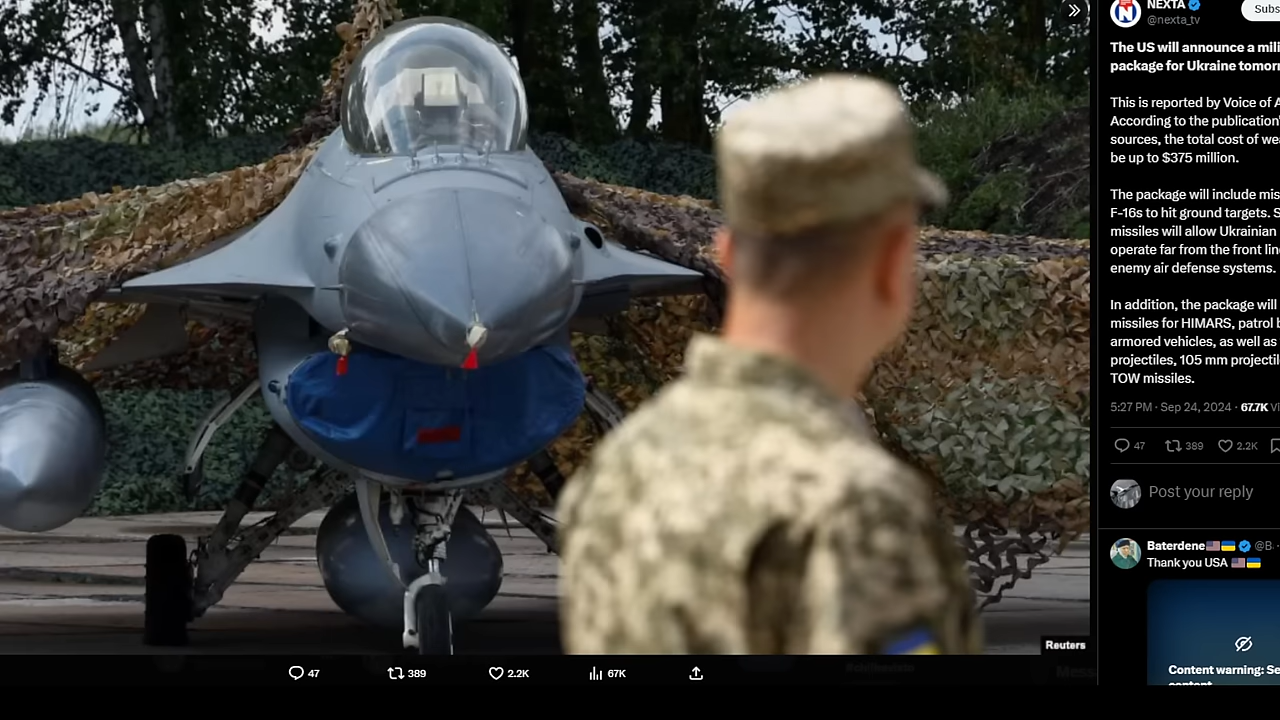 NEXTA
@nexta_tv
Subs
The US will announce a mili
package for Ukraine tomorr
This is reported by Voice of A
According to the publication'
sources, the total cost of we
be up to $375 million.
The package will include mis
F-16s to hit ground targets. S
missiles will allow Ukrainian
operate far from the front lin
enemy air defense systems.
In addition, the package will
missiles for HIMARS, patrol b
armored vehicles, as well as
projectiles, 105 mm projectil
TOW missiles.
5:27 PM · Sep 24, 2024 · 67.7K Vi
47 389 2.2K
Post your reply
Baterdene @B
Thank you USA
Content warning: Se
content
Reuters
47 389 2.2K 67K